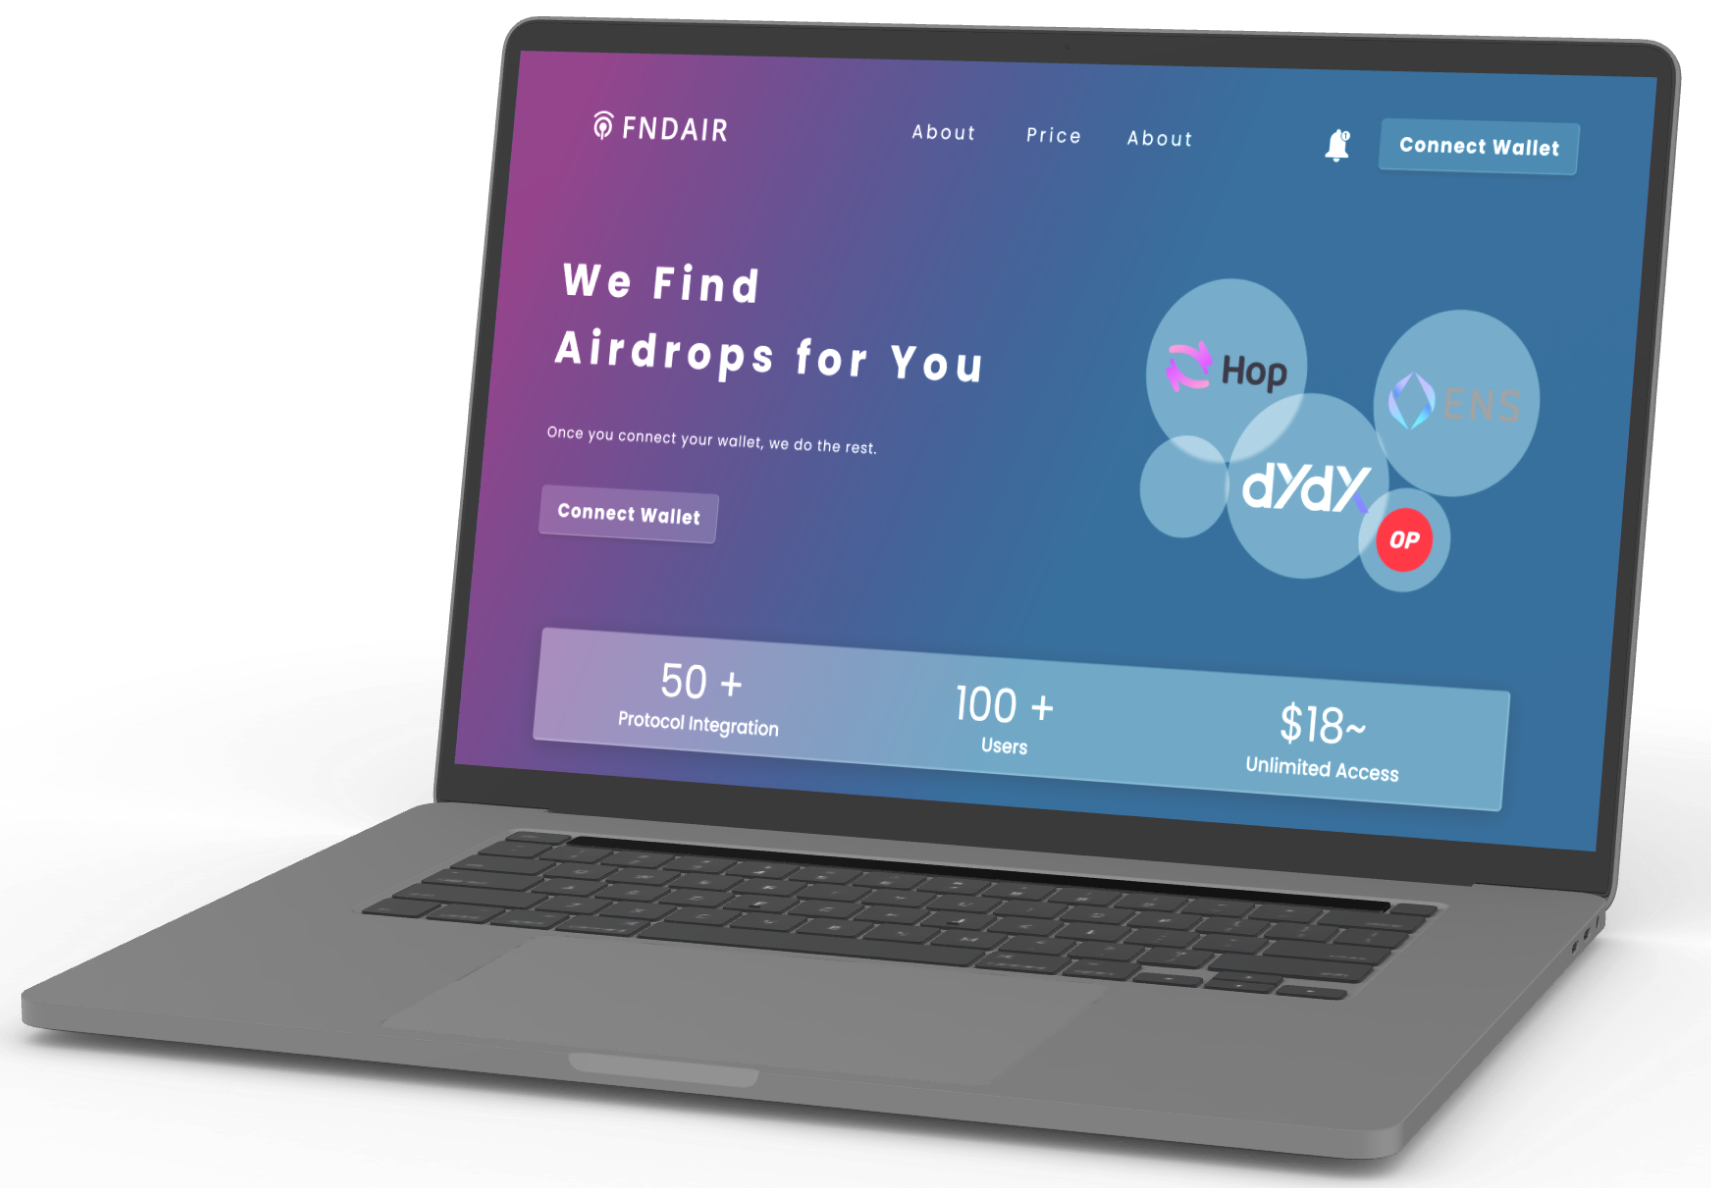 FNDAIR
About
Price
About
Connect Wallet
We Find
Airdrops for You
Once you connect your wallet, we do the rest.
Connect Wallet
Hop
ENS
dYdX
OP
50 +
Protocol Integration
100 +
Users
$18~
Unlimited Access